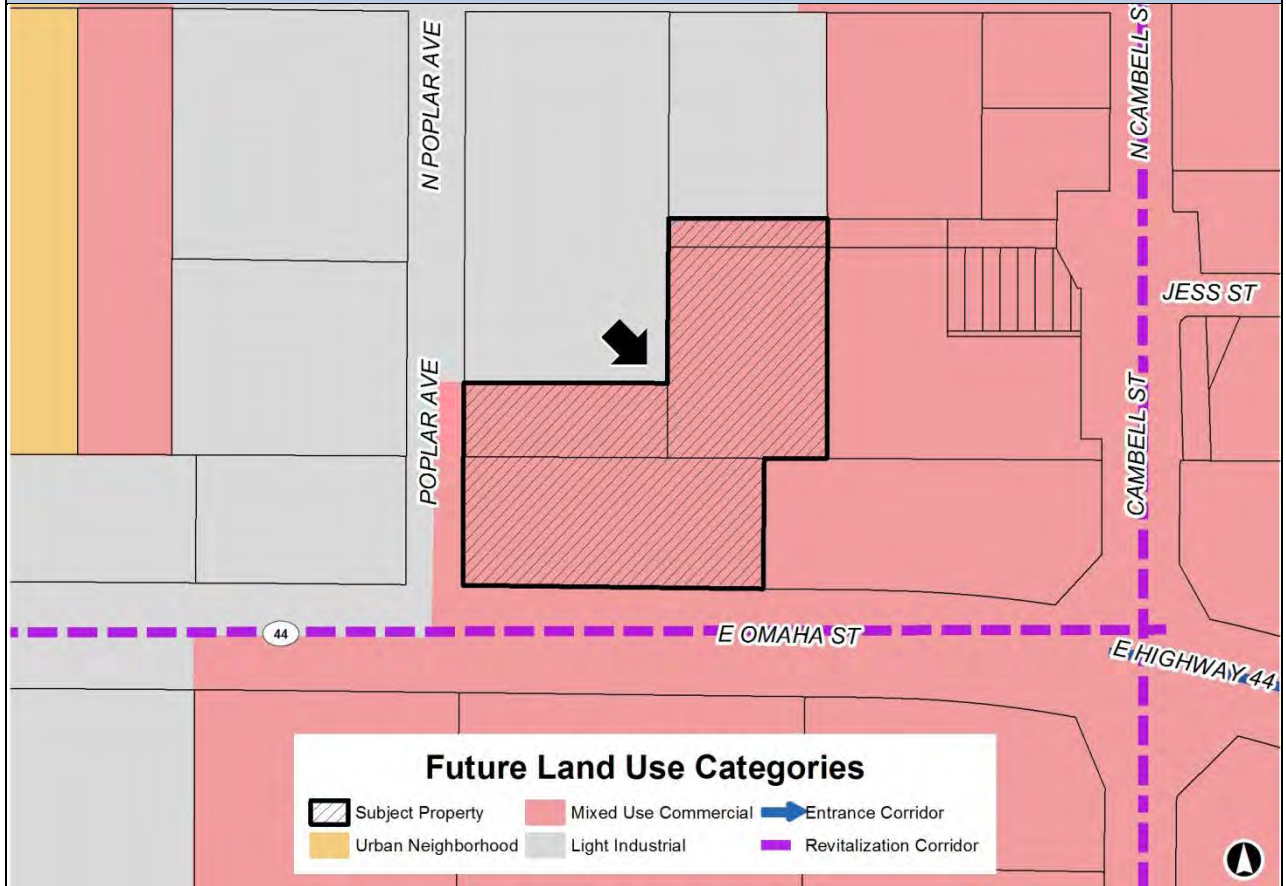 N POPLAR AVE
N CAMBELL S
JESS ST
POPLAR AVE
CAMBELL ST
44
E OMAHA ST
E HIGHWAY 44
Future Land Use Categories
Subject Property
Mixed Use Commercial
Entrance Corridor
Urban Neighborhood
Light Industrial
Revitalization Corridor